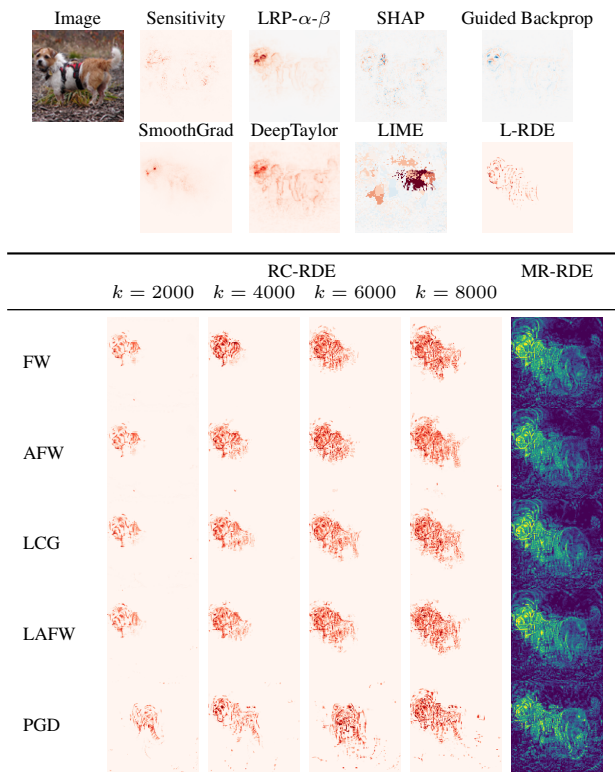 Image Sensitivity LRP-α-β SHAP Guided Backprop
SmoothGrad DeepTaylor LIME L-RDE
RC-RDE MR-RDE
k = 2000 k = 4000 k = 6000 k = 8000
FW
AFW
LCG
LAFW
PGD